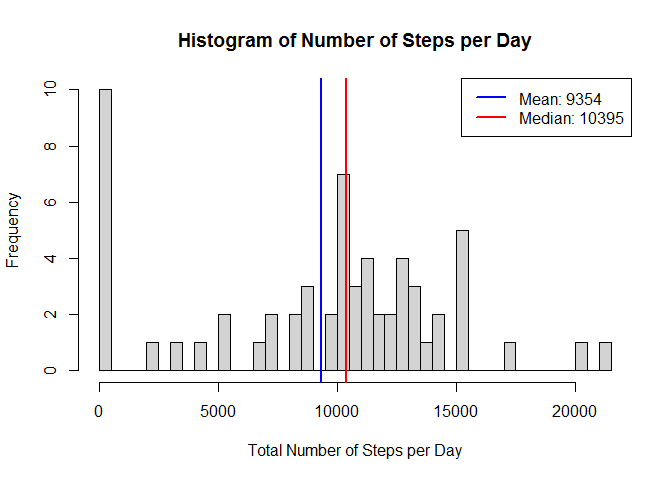 Histogram of Number of Steps per Day
Mean: 9354
Median: 10395
Frequency
10
8
6
4
2
0
0 5000 10000 15000 20000
Total Number of Steps per Day